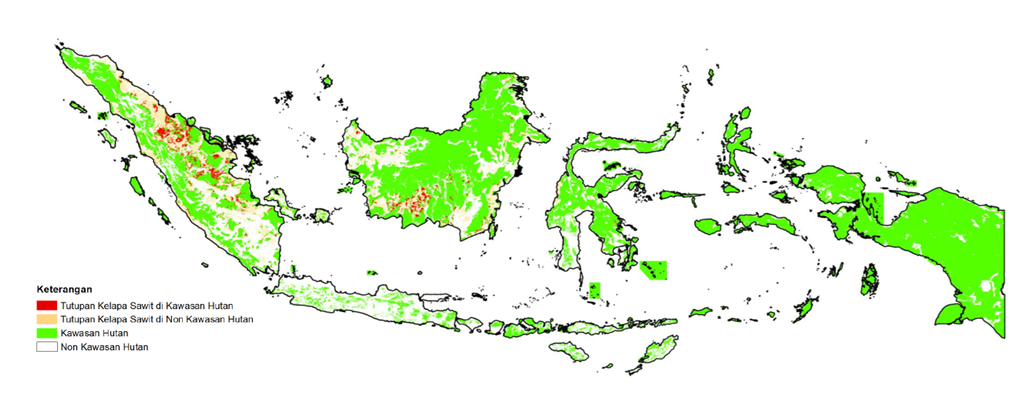 Keterangan
Tutupan Kelapa Sawit di Kawasan Hutan
Tutupan Kelapa Sawit di Non Kawasan Hutan
Kawasan Hutan
Non Kawasan Hutan